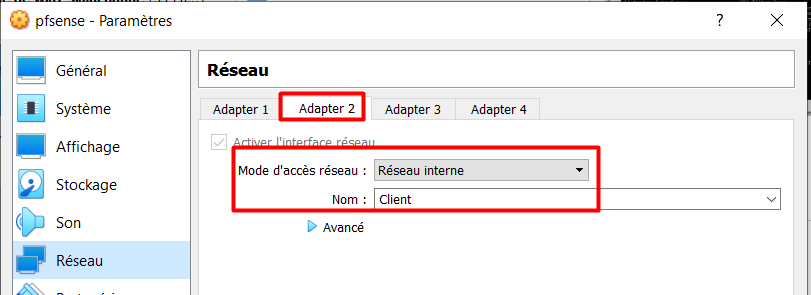 pfsense - Paramètres
?
Général
Système
Affichage
Stockage
Son
Réseau
Réseau
Adapter 1 Adapter 2 Adapter 3 Adapter 4
Activer l'interface réseau
Mode d'accès réseau : Réseau interne
Nom : Client
Avancé